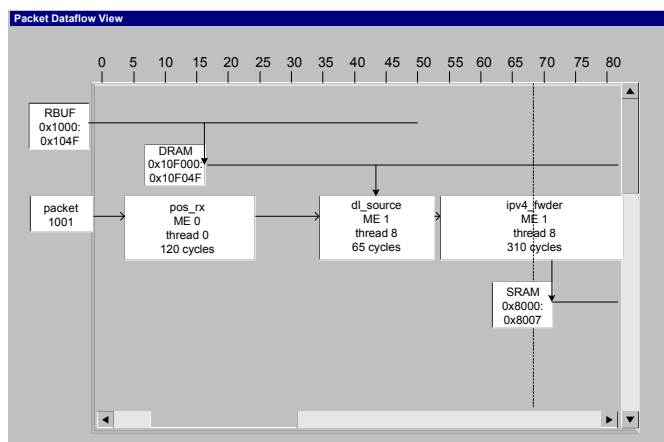 Packet Dataflow View
0 5 10 15 20 25 30 35 40 45 50 55 60 65 70 75 80
RBUF
0x1000:
0x104F
DRAM
0x10F000:
0x10F04F
packet
1001
pos_rx
ME 0
thread 0
120 cycles
dl_source
ME 1
thread 8
65 cycles
ipv4_fwder
ME 1
thread 8
310 cycles
SRAM
0x8000:
0x8007